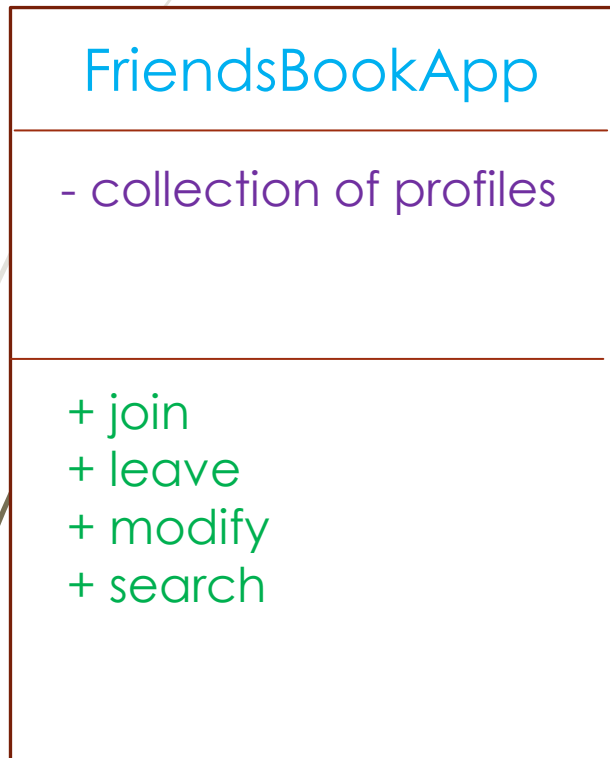 FriendsBookApp
- collection of profiles
+ join
+ leave
+ modify
+ search